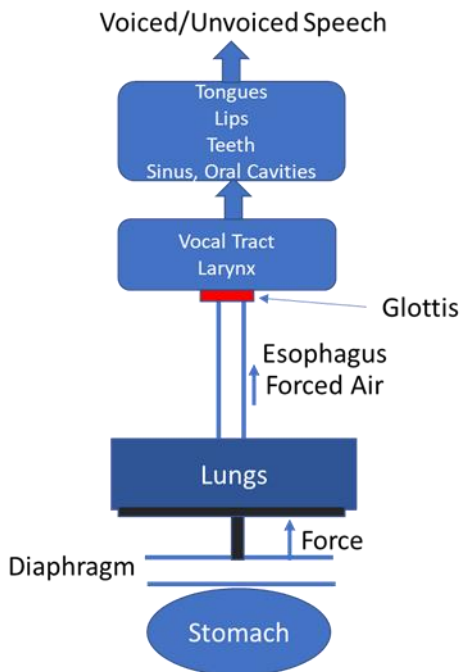 Voiced/Unvoiced Speech
Tongues
Lips
Teeth
Sinus, Oral Cavities
Vocal Tract
Larynx
Glottis
Esophagus
Forced Air
Lungs
Force
Diaphragm
Stomach